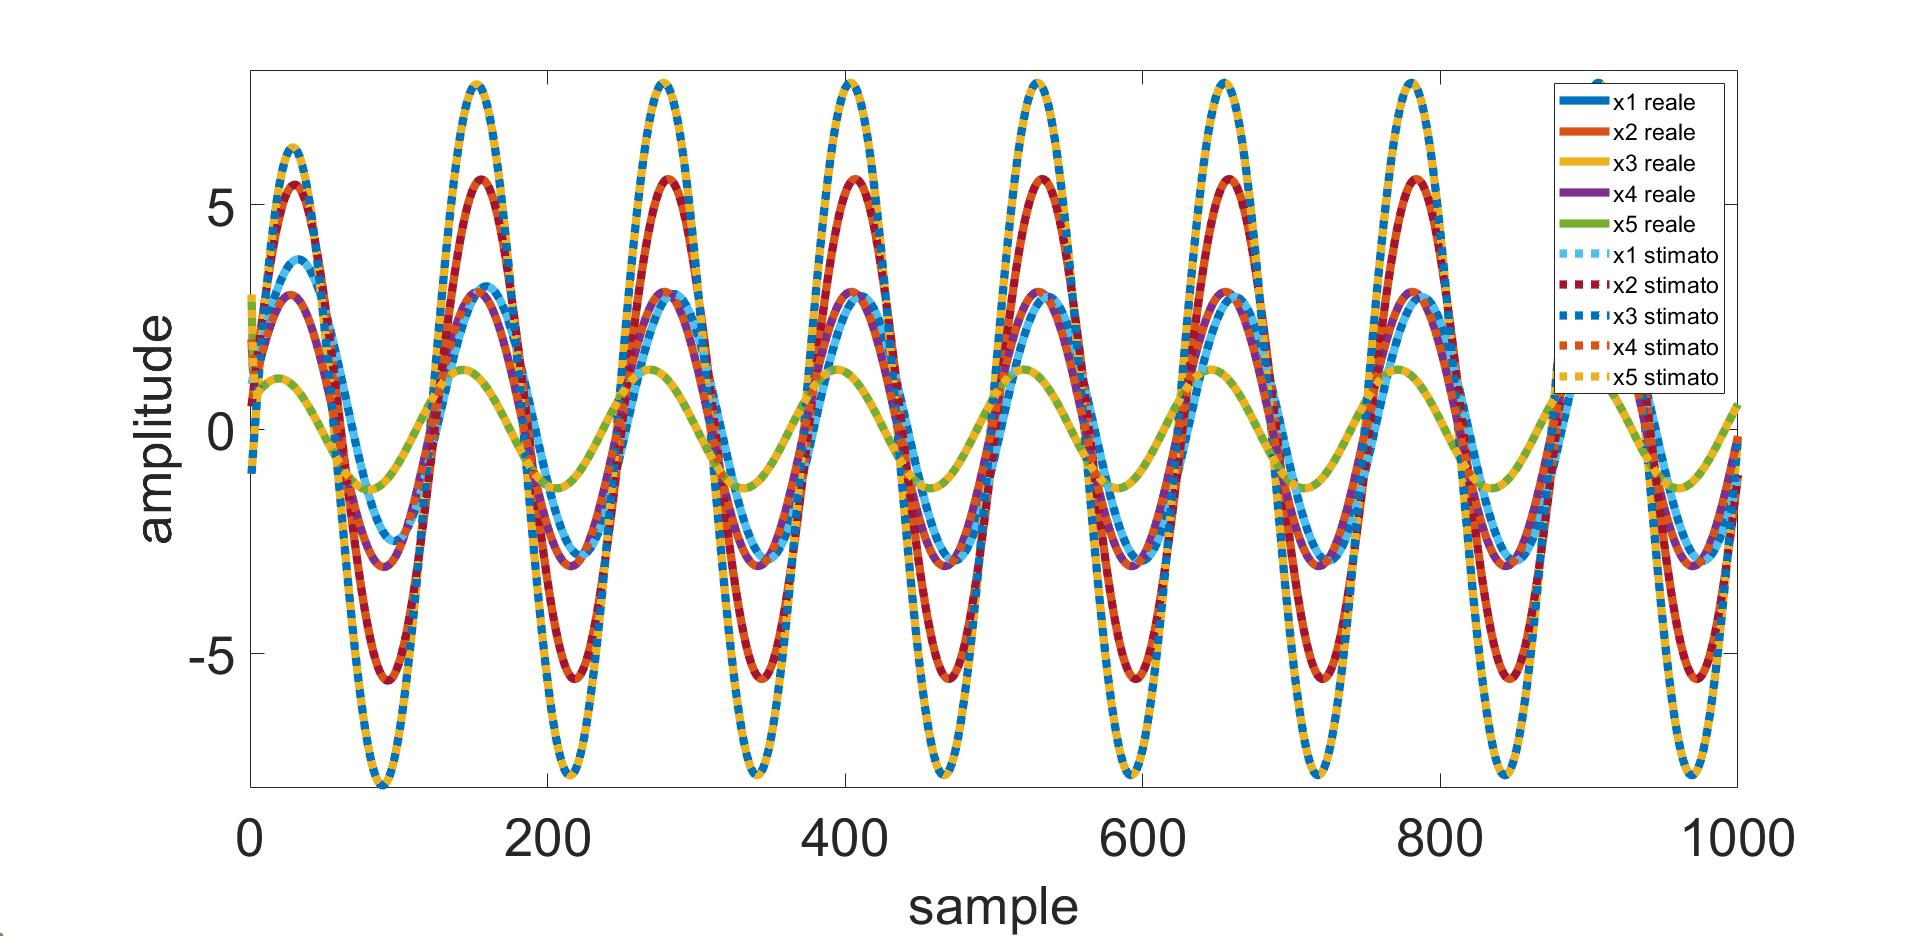 x1 reale
x2 reale
x3 reale
x4 reale
x5 reale
x1 stimato
x2 stimato
x3 stimato
x4 stimato
x5 stimato
5
0
-5
amplitude
0 200 400 600 800 1000
sample